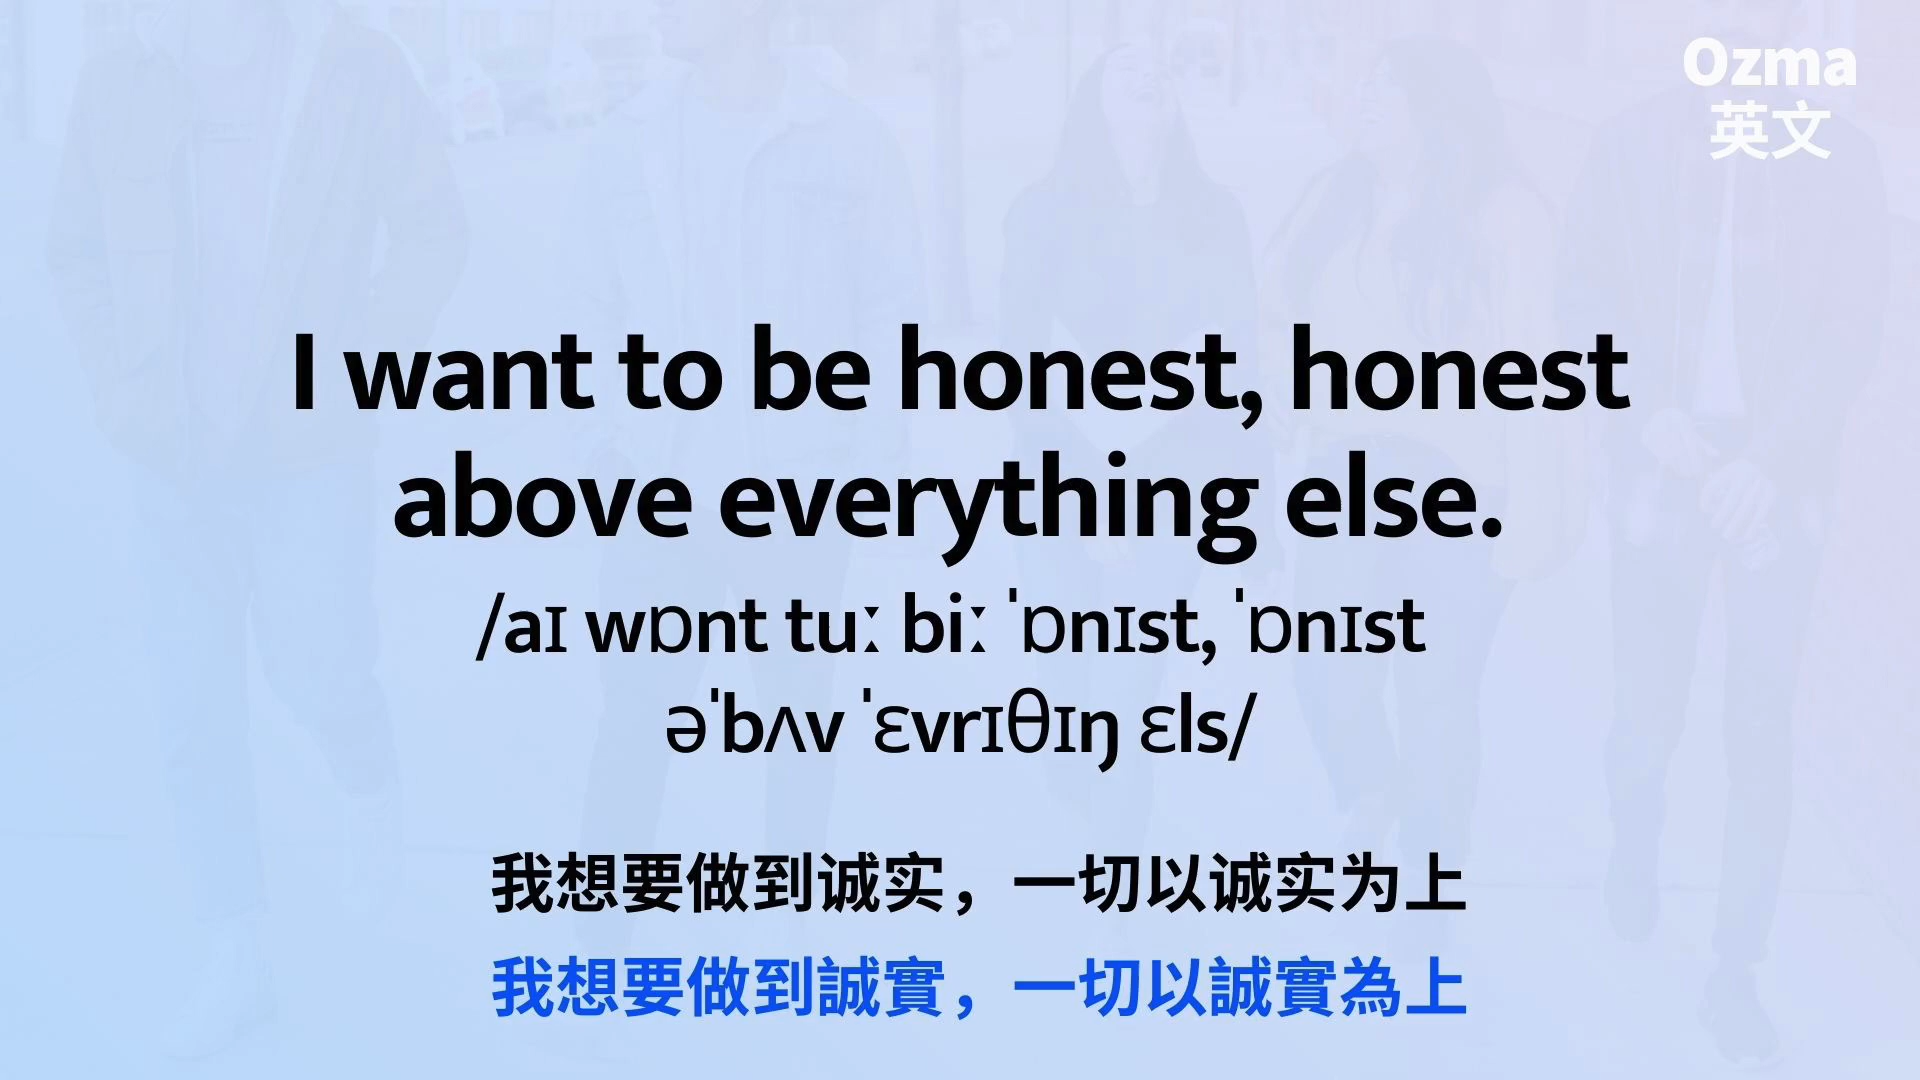 Ozma
英文
I want to be honest, honest
above everything else.
/aɪ wɒnt tuː biː ˈɒnɪst, ˈɒnɪst
əˈbʌv ˈɛvrɪθɪŋ ɛls/
我想要做到诚实，一切以诚实为上
我想要做到誠實，一切以誠實為上